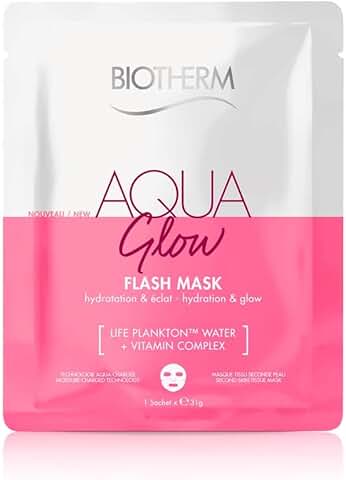 BIOTHERM
AQUA
NOUVEAU / NEW
Glow
FLASH MASK
hydratation & éclat - hydration & glow
[ LIFE PLANKTON™ WATER
+ VITAMIN COMPLEX ]
TECHNOLOGIE AQUA-CHARGÉE
MOISTURE-CHARGED TECHNOLOGY
MASQUE TISSU SECONDE PEAU
SECOND SKIN TISSUE MASK
1 Sachet x ℮ 31g